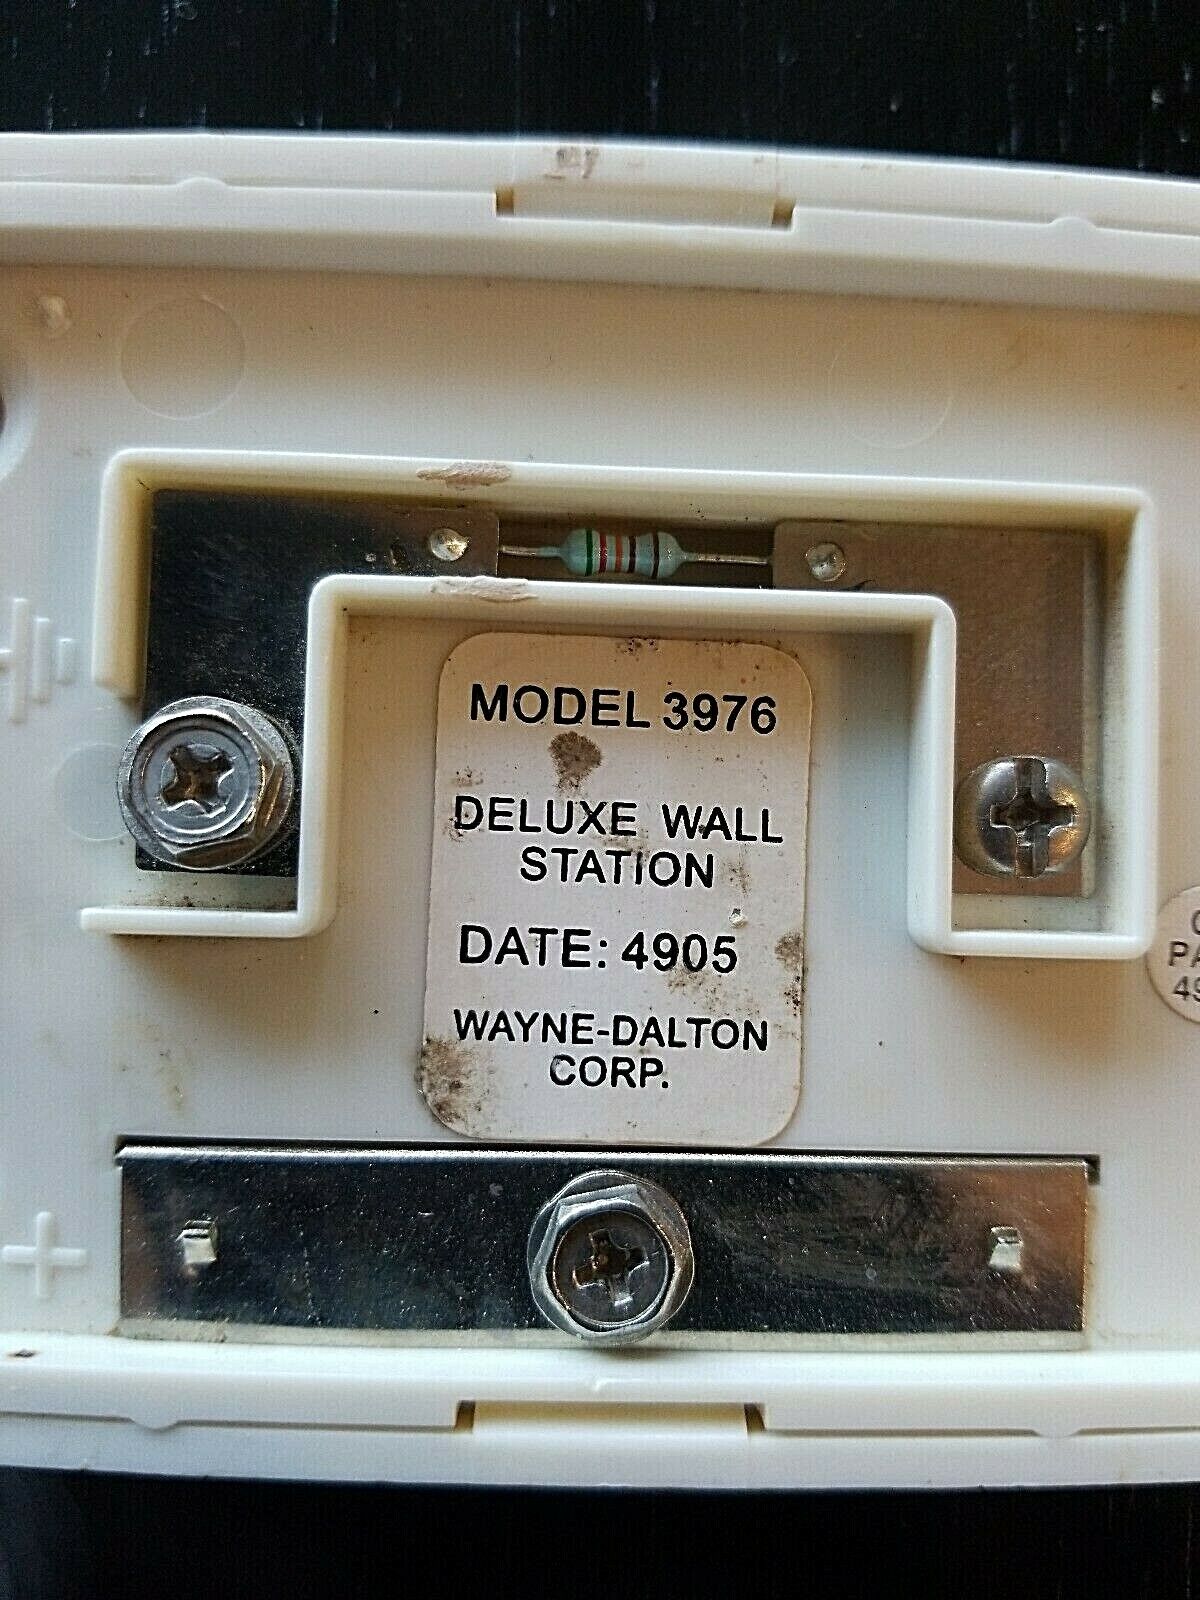 MODEL 3976
DELUXE WALL
STATION
DATE: 4905
WAYNE-DALTON
CORP.